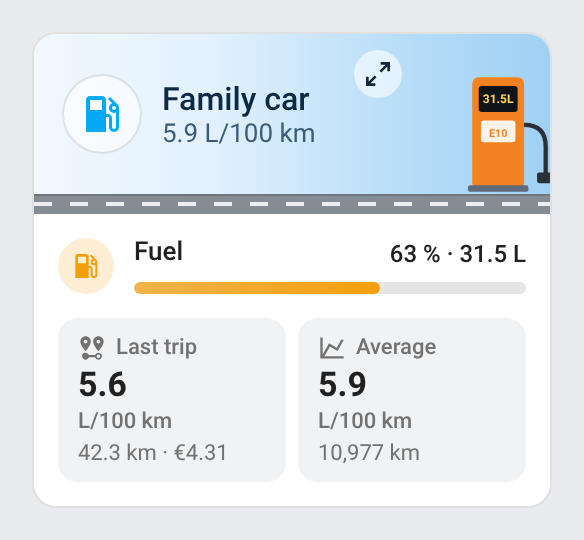 Family car
5.9 L/100 km
31.5L
E10
Fuel
63 % · 31.5 L
Last trip
5.6
L/100 km
42.3 km · €4.31
Average
5.9
L/100 km
10,977 km